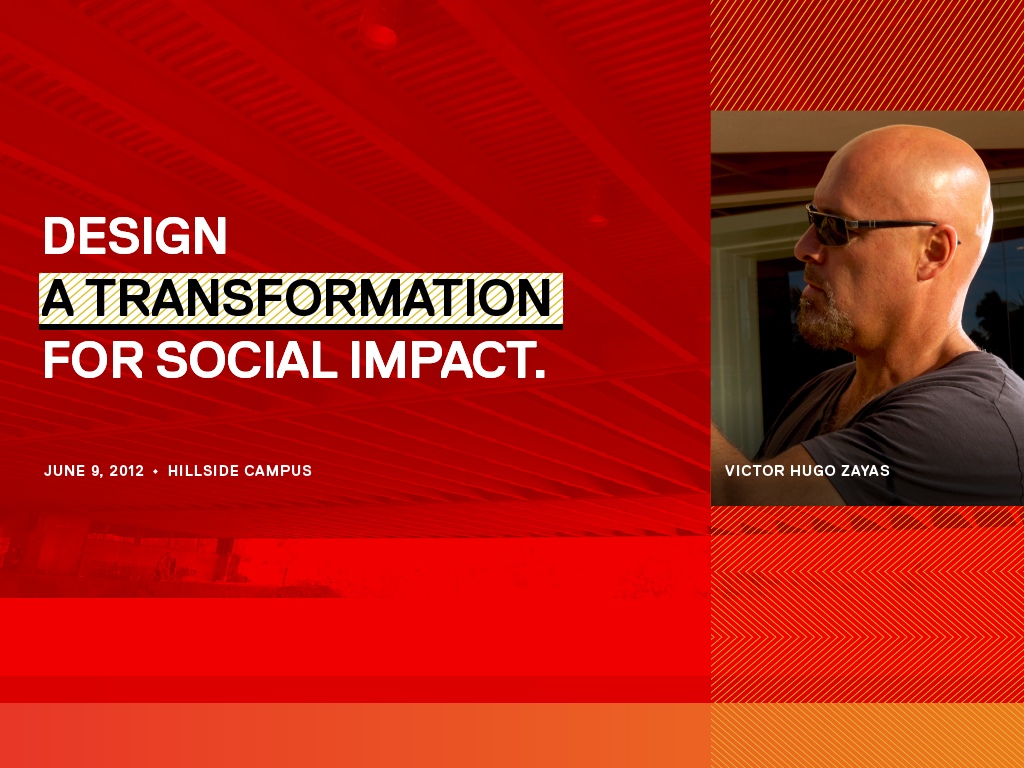 DESIGN
A TRANSFORMATION
FOR SOCIAL IMPACT.
JUNE 9, 2012 • HILLSIDE CAMPUS
VICTOR HUGO ZAYAS